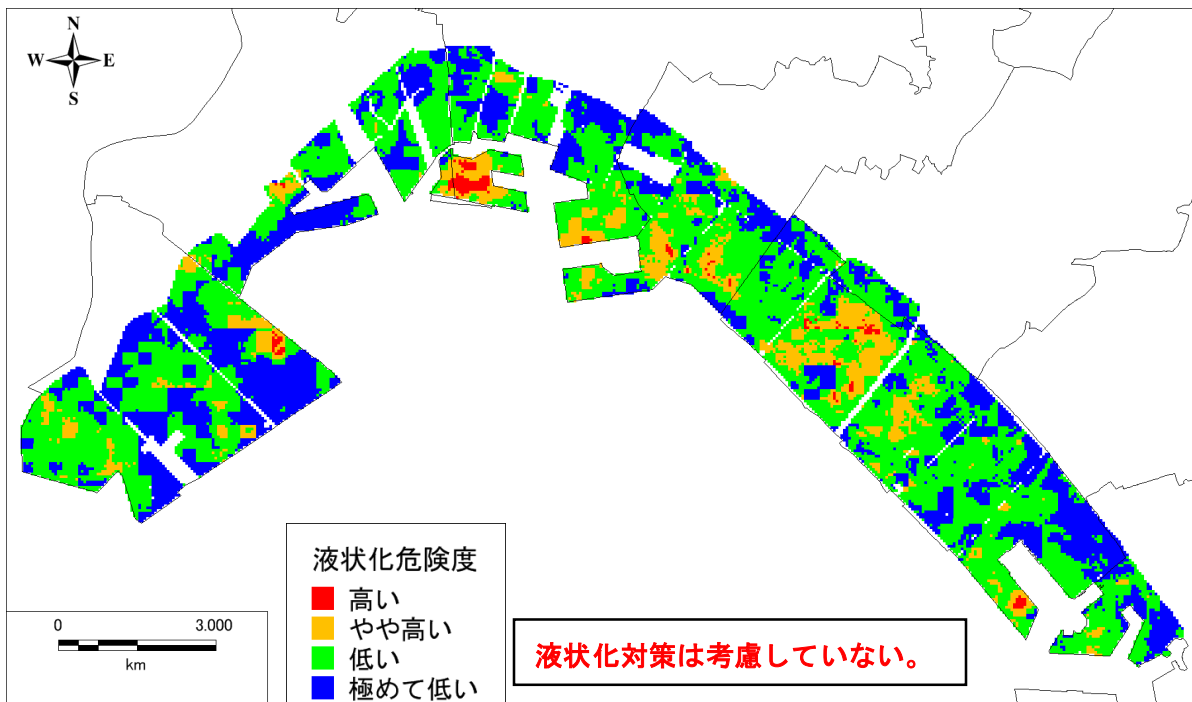 N
W E
S
液状化危険度
高い
やや高い
低い
極めて低い
0 3.000
km
液状化対策は考慮していない。